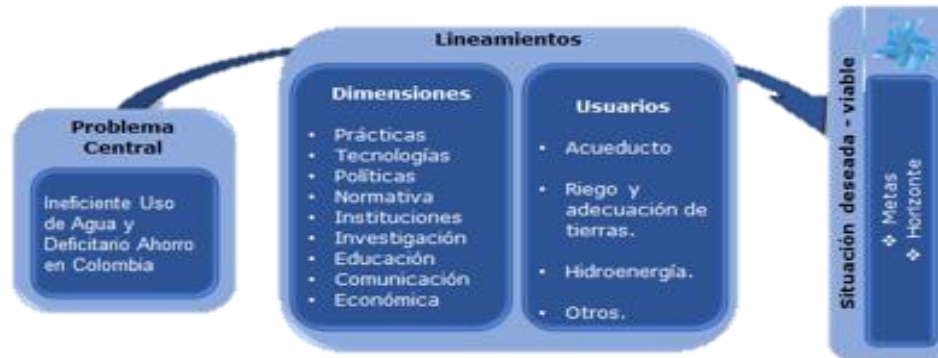 Problema
Central
Ineficiente Uso
de Agua y
Deficitario Ahorro
en Colombia
Lineamientos
Dimensiones
• Prácticas
• Tecnologías
• Políticas
• Normativa
• Instituciones
• Investigación
• Educación
• Comunicación
• Económica
Usuarios
• Acueducto
• Riego y
adecuación de
tierras.
• Hidroenergía.
• Otros.
Situación deseada - viable
❖ Metas
❖ Horizonte